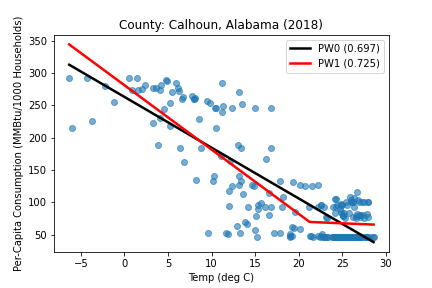 County: Calhoun, Alabama (2018)
PW0 (0.697)
PW1 (0.725)
Per-Capita Consumption (MMBtu/1000 Households)
350
300
250
200
150
100
50
−5 0 5 10 15 20 25 30
Temp (deg C)